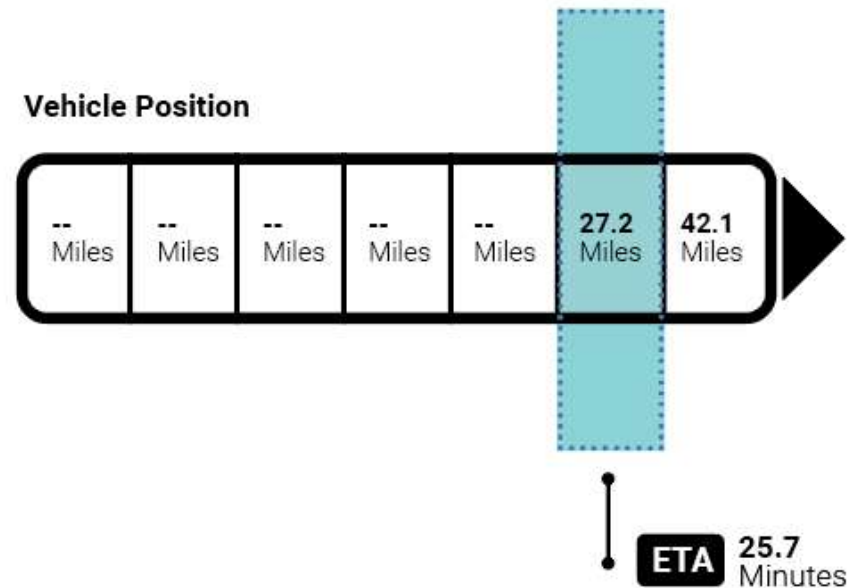 Vehicle Position
-- -- -- -- -- 27.2 42.1
Miles Miles Miles Miles Miles Miles Miles
ETA 25.7
Minutes